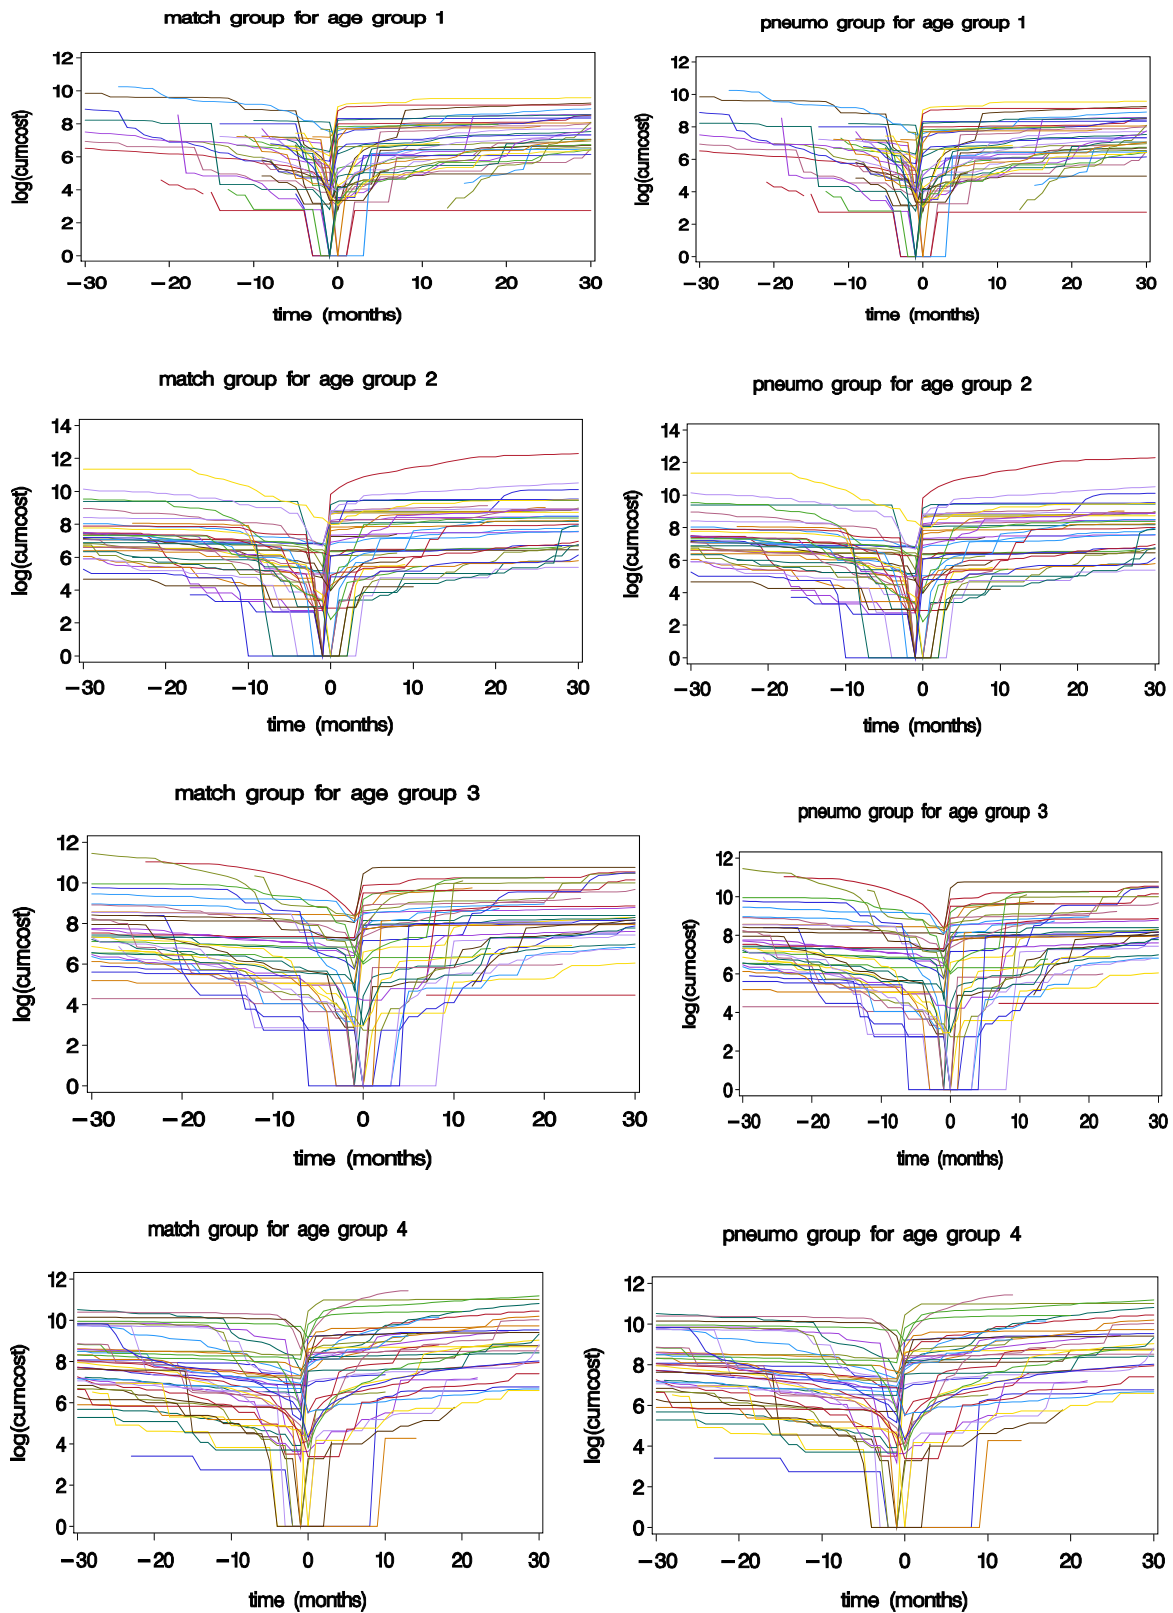 match group for age group 1
12
10
8
6
4
2
0
log(cumcost)
−30 −20 −10 0 10 20 30
time (months)
pneumo group for age group 1
12
10
8
6
4
2
0
log(cumcost)
−30 −20 −10 0 10 20 30
time (months)
match group for age group 2
14
12
10
8
6
4
2
0
log(cumcost)
−30 −20 −10 0 10 20 30
time (months)
pneumo group for age group 2
14
12
10
8
6
4
2
0
log(cumcost)
−30 −20 −10 0 10 20 30
time (months)
match group for age group 3
12
10
8
6
4
2
0
log(cumcost)
−30 −20 −10 0 10 20 30
time (months)
pneumo group for age group 3
12
10
8
6
4
2
0
log(cumcost)
−30 −20 −10 0 10 20 30
time (months)
match group for age group 4
12
10
8
6
4
2
0
log(cumcost)
−30 −20 −10 0 10 20 30
time (months)
pneumo group for age group 4
12
10
8
6
4
2
0
log(cumcost)
−30 −20 −10 0 10 20 30
time (months)